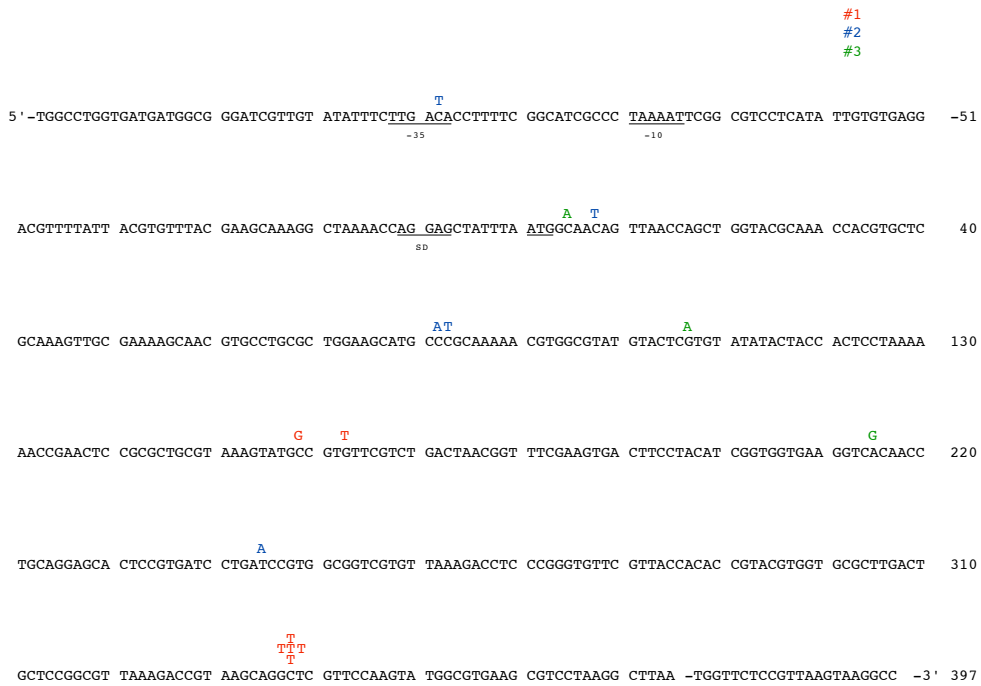 #1
#2
#3
T
5'-TGGCCTGGTGATGATGGCG GGATCGTTGT ATATTTCTTG ACACCTTTTC GGCATCGCCC TAAAATTCGG CGTCCTCATA TTGTGTGAGG -51
-35 -10
A T
ACGTTTTATT ACGTGTTTAC GAAGCAAAGG CTAAAACCAG GAGCTATTTA ATGGCAACAG TTAACCAGCT GGTACGCAAA CCACGTGCTC 40
SD
AT A
GCAAAGTTGC GAAAAGCAAC GTGCCTGCGC TGGAAGCATG CCCGCAAAAA CGTGGCGTAT GTACTCGTGT ATATACTACC ACTCCTAAAA 130
G T G
AACCGAACTC CGCGCTGCGT AAAGTATGCC GTGTTCGTCT GACTAACGGT TTCGAAGTGA CTTCCTACAT CGGTGGTGAA GGTCACAACC 220
A
TGCAGGAGCA CTCCGTGATC CTGATCCGTG GCGGTCGTGT TAAAGACCTC CCGGGTGTTC GTTACCACAC CGTACGTGGT GCGCTTGACT 310
T
TTT
T
GCTCCGGCGT TAAAGACCGT AAGCAGGCTC GTTCCAAGTA TGGCGTGAAG CGTCCTAAGG CTTAA -TGGTTCTCCGTTAAGTAAGGCC -3' 397